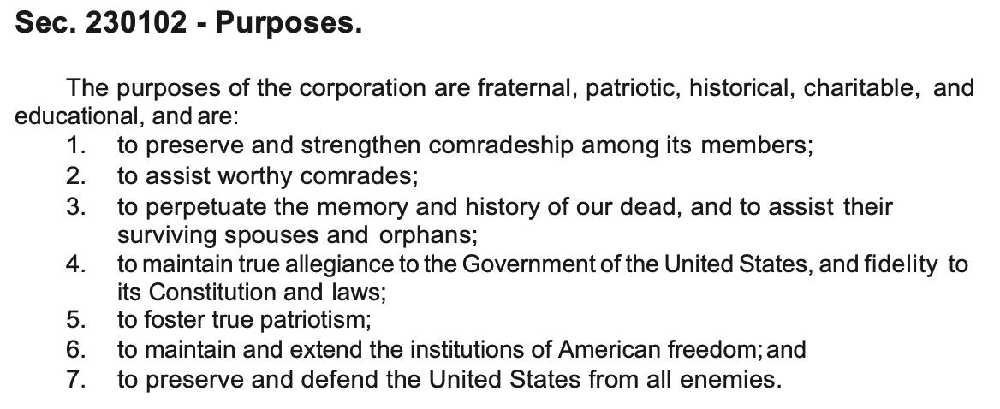 Sec. 230102 - Purposes.
The purposes of the corporation are fraternal, patriotic, historical, charitable, and
educational, and are:
1. to preserve and strengthen comradeship among its members;
2. to assist worthy comrades;
3. to perpetuate the memory and history of our dead, and to assist their
surviving spouses and orphans;
4. to maintain true allegiance to the Government of the United States, and fidelity to
its Constitution and laws;
5. to foster true patriotism;
6. to maintain and extend the institutions of American freedom; and
7. to preserve and defend the United States from all enemies.